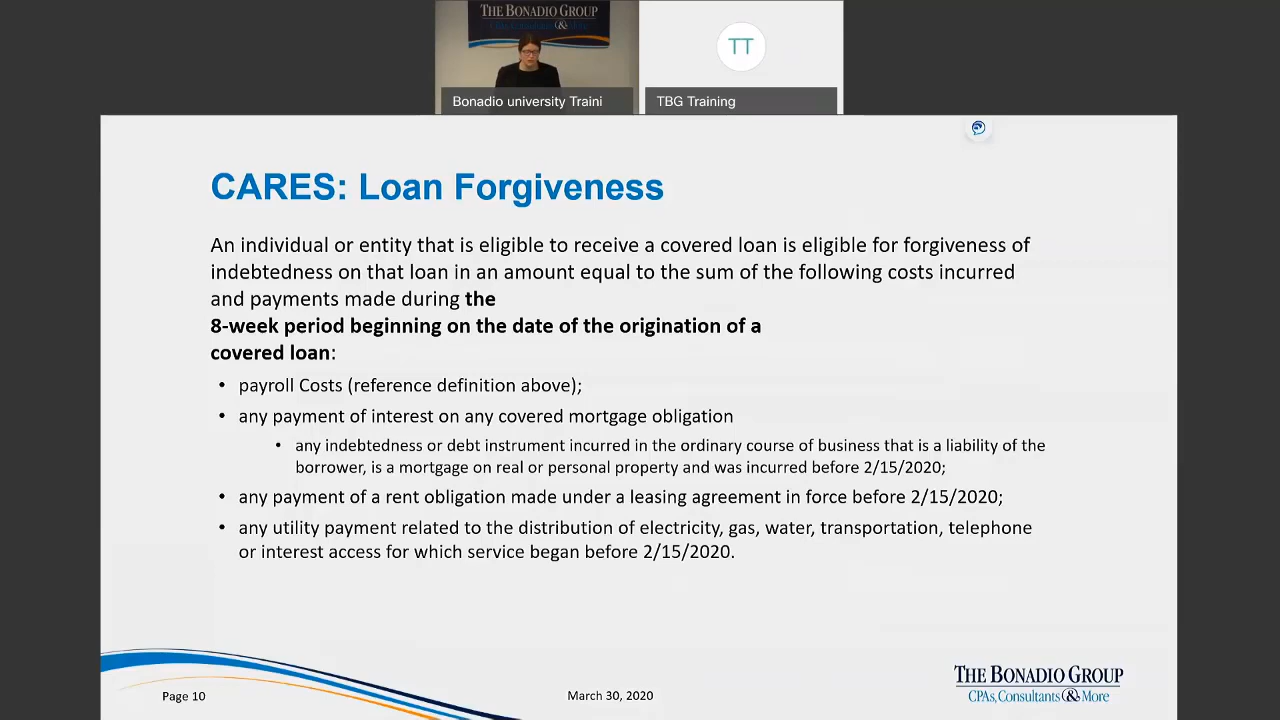 THE BONADIO GROUP
CPAs, Consultants & More
TT
Bonadio university Traini
TBG Training
CARES: Loan Forgiveness
An individual or entity that is eligible to receive a covered loan is eligible for forgiveness of
indebtedness on that loan in an amount equal to the sum of the following costs incurred
and payments made during the
8-week period beginning on the date of the origination of a
covered loan:
• payroll Costs (reference definition above);
• any payment of interest on any covered mortgage obligation
• any indebtedness or debt instrument incurred in the ordinary course of business that is a liability of the
borrower, is a mortgage on real or personal property and was incurred before 2/15/2020;
• any payment of a rent obligation made under a leasing agreement in force before 2/15/2020;
• any utility payment related to the distribution of electricity, gas, water, transportation, telephone
or interest access for which service began before 2/15/2020.
Page 10
March 30, 2020
THE BONADIO GROUP
CPAs, Consultants & More